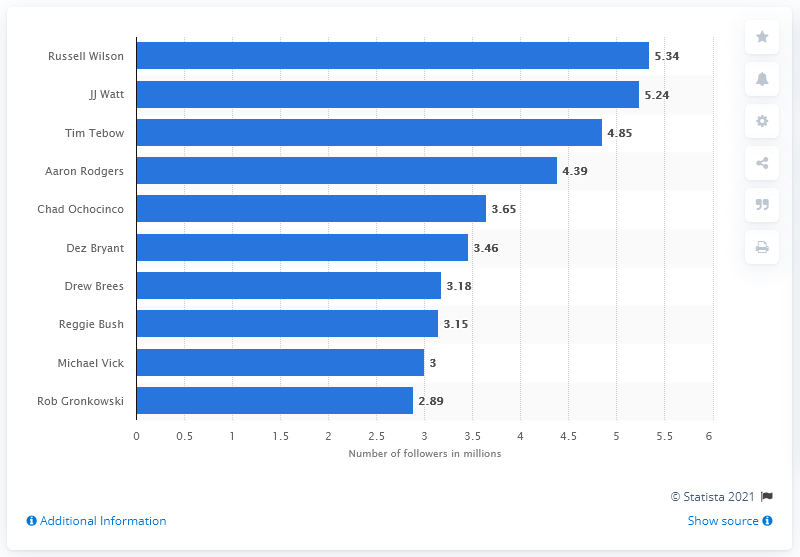 Russell Wilson 5.34
JJ Watt 5.24
Tim Tebow 4.85
Aaron Rodgers 4.39
Chad Ochocinco 3.65
Dez Bryant 3.46
Drew Brees 3.18
Reggie Bush 3.15
Michael Vick 3
Rob Gronkowski 2.89
0 0.5 1 1.5 2 2.5 3 3.5 4 4.5 5 5.5 6
Number of followers in millions
© Statista 2021
Additional Information Show source